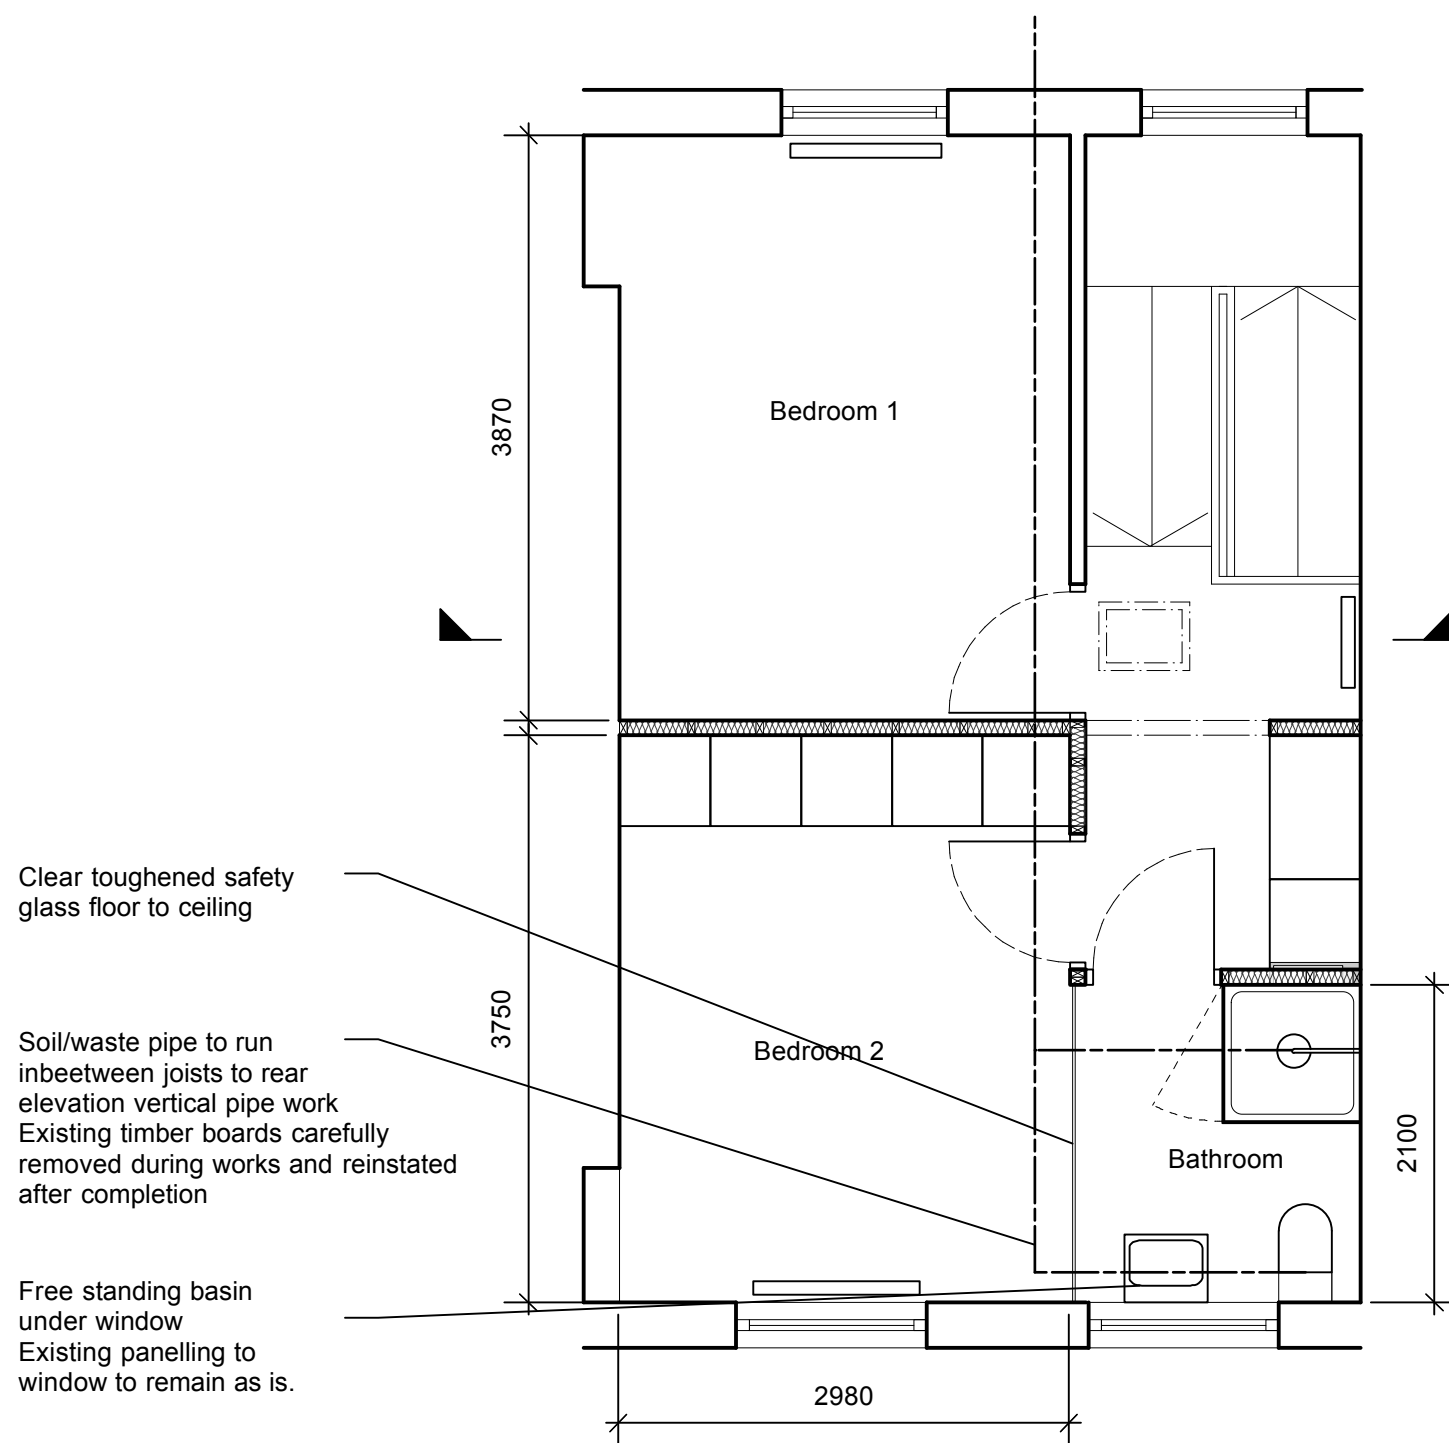 Bedroom 1
3870
Clear toughened safety
glass floor to ceiling
3750
Soil/waste pipe to run
inbeetween joists to rear
elevation vertical pipe work
Existing timber boards carefully
removed during works and reinstated
after completion
Bedroom 2
Bathroom
2100
Free standing basin
under window
Existing panelling to
window to remain as is.
2980